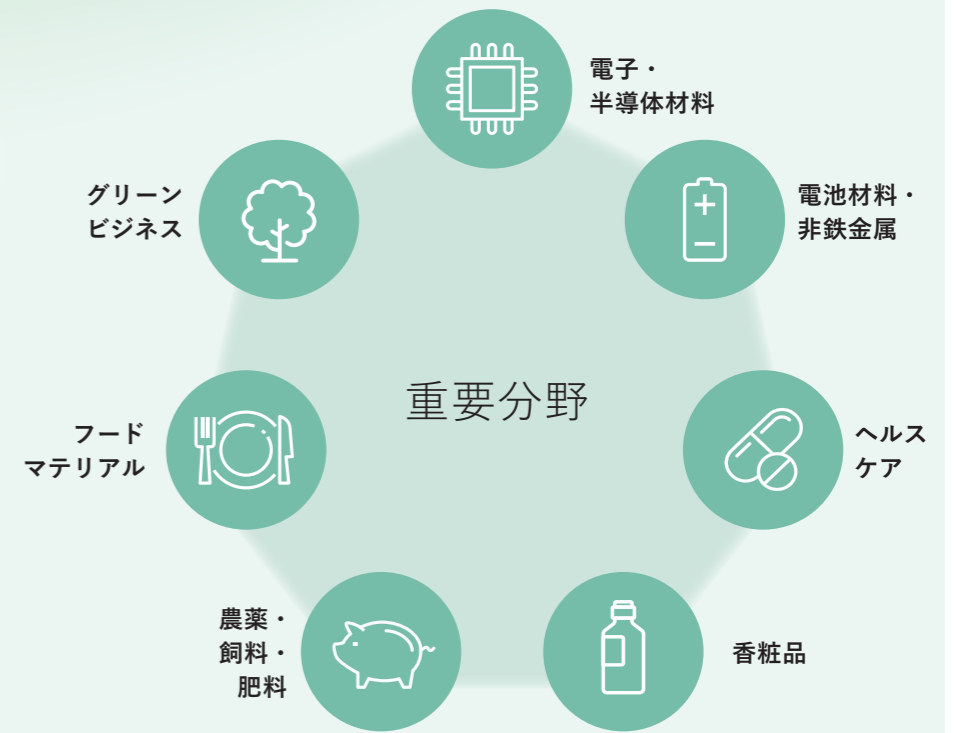 電子・
半導体材料
電池材料・
非鉄金属
ヘルス
ケア
香粧品
農薬・
飼料・
肥料
フード
マテリアル
グリーン
ビジネス
重要分野